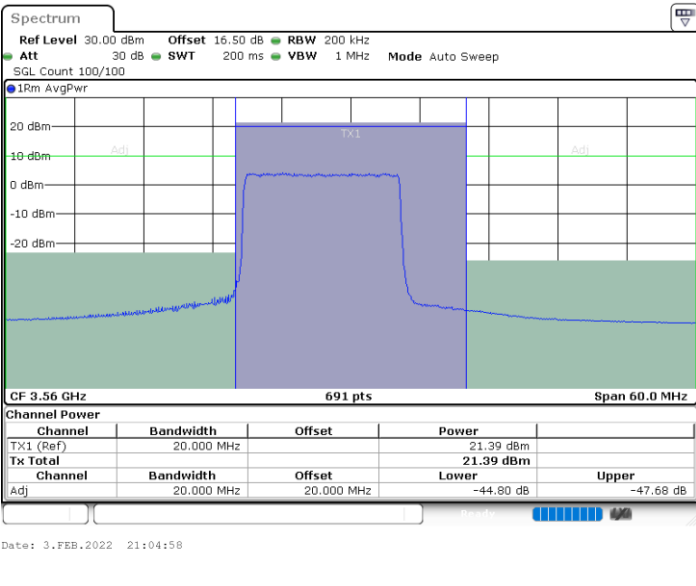 Spectrum
Ref Level 30.00 dBm Offset 16.50 dB RBW 200 kHz
Att 30 dB SWT 200 ms VBW 1 MHz Mode Auto Sweep
SGL Count 100/100
1Rm AvgPwr
20 dBm
TX1
Adj Adj
10 dBm
0 dBm
-10 dBm
-20 dBm
CF 3.56 GHz 691 pts Span 60.0 MHz
Channel Power
Channel Bandwidth Offset Power
TX1 (Ref) 20.000 MHz 21.39 dBm
Tx Total 21.39 dBm
Channel Bandwidth Offset Lower Upper
Adj 20.000 MHz 20.000 MHz -44.80 dB -47.68 dB
Ready
Date: 3.FEB.2022 21:04:58